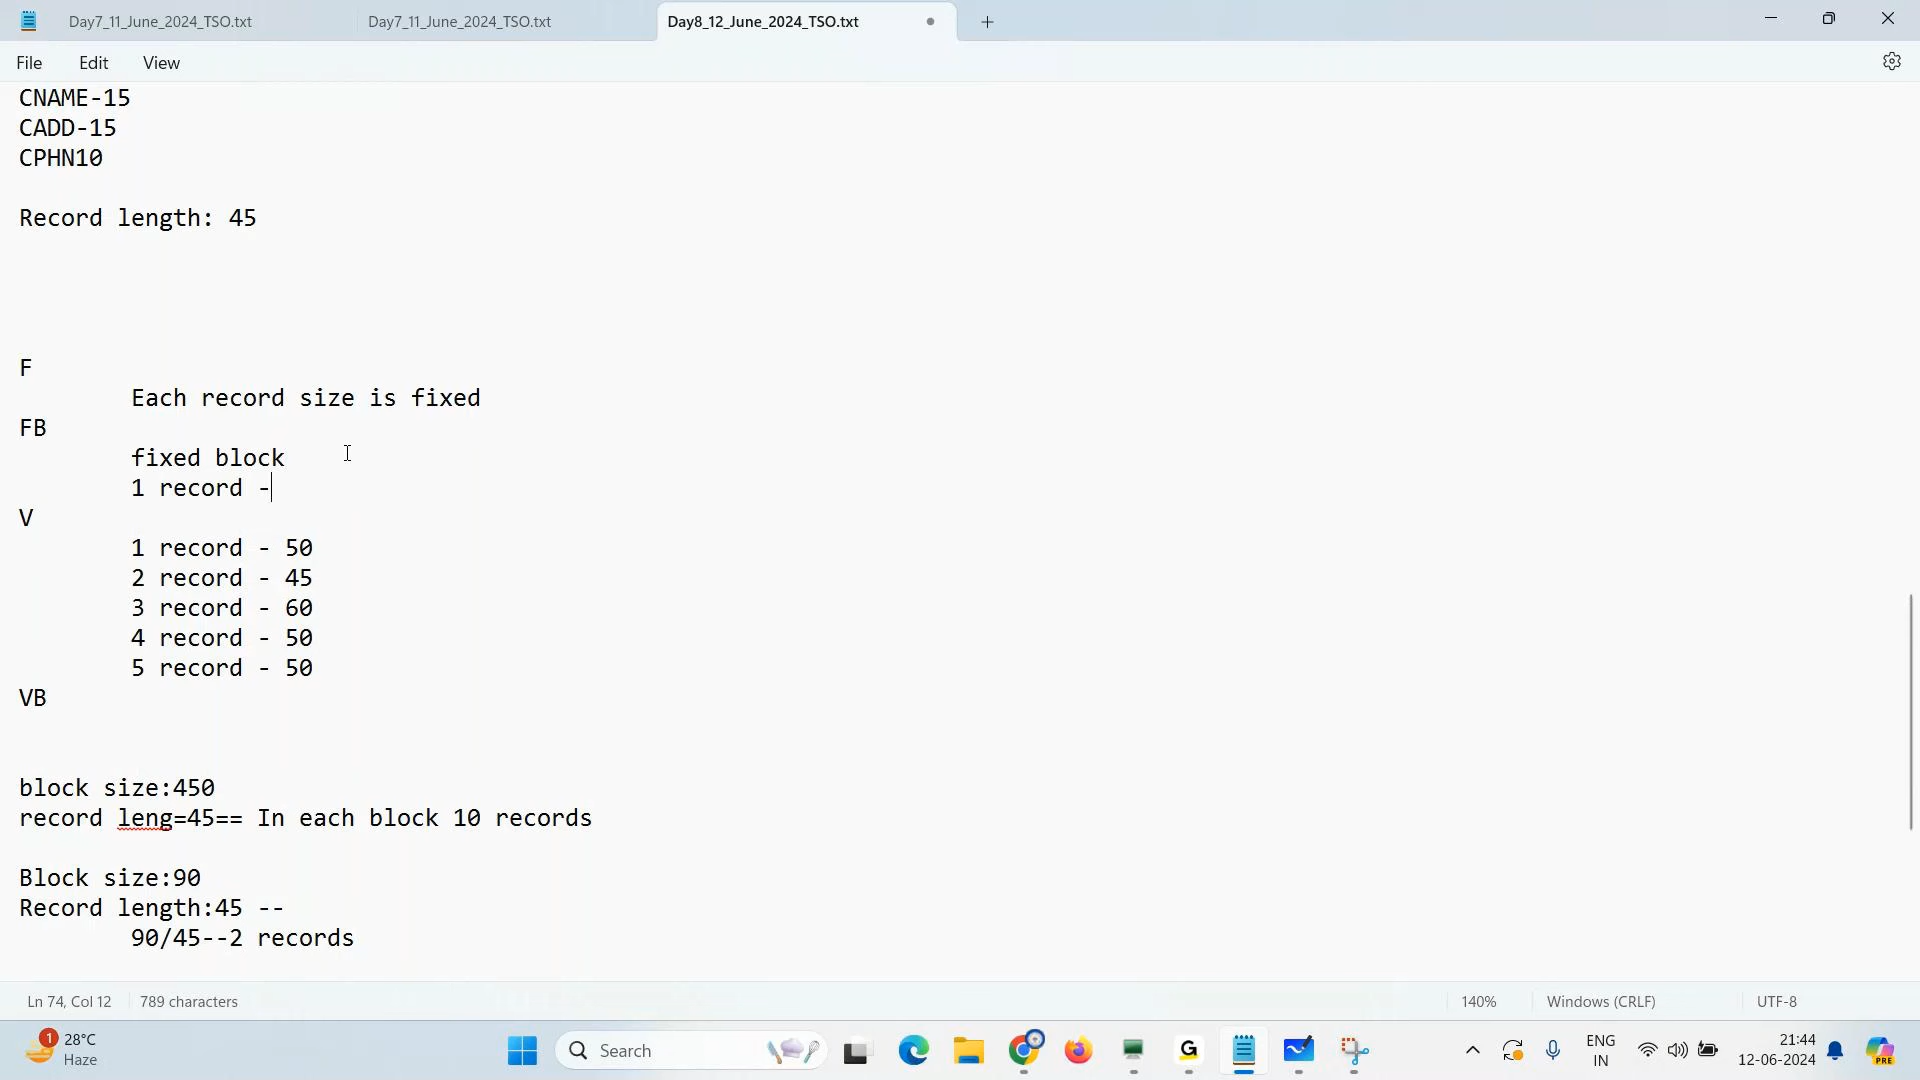 Day7_11_June_2024_TSO.txt
Day7_11_June_2024_TSO.txt
Day8_12_June_2024_TSO.txt
File
Edit
View
CNAME-15
CADD-15
CPHN10
Record length: 45
F
Each record size is fixed
FB
fixed block
1 record -
V
1 record - 50
2 record - 45
3 record - 60
4 record - 50
5 record - 50
VB
block size:450
record leng=45== In each block 10 records
Block size:90
Record length:45 --
90/45--2 records
Ln 74, Col 12
789 characters
140%
Windows (CRLF)
UTF-8
1
28°C
Haze
Search
G
ENG
IN
21:44
12-06-2024
PRE